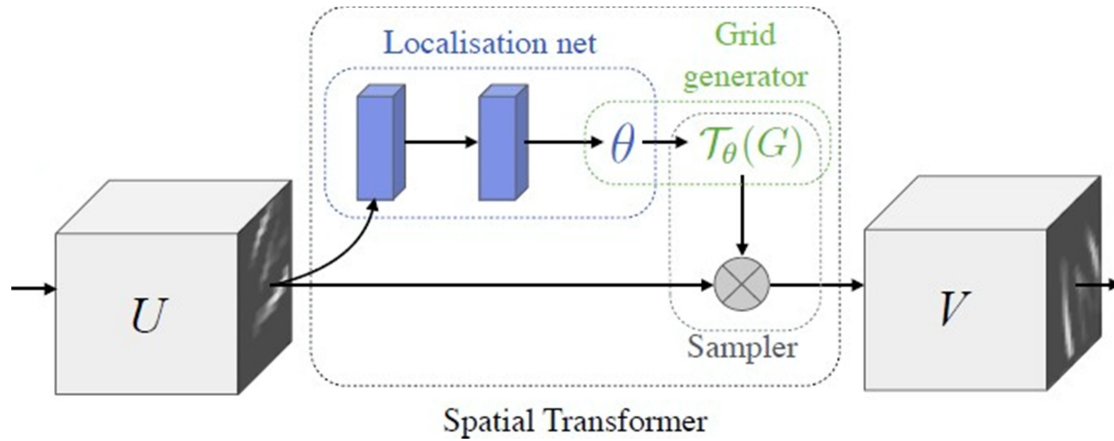 Localisation net
Grid
generator
θ
𝒯θ(G)
U
V
Sampler
Spatial Transformer